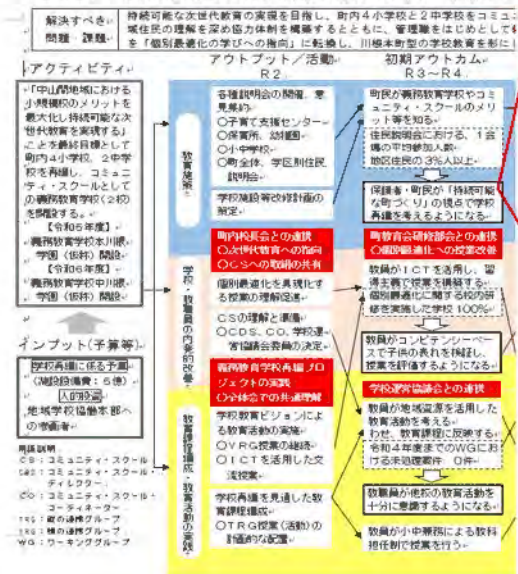 解決すべき
問題・課題
持続可能な次世代教育の実現を目指し、町内4小学校と2中学校をコミュニ
域住民の理解を深め協力体制を構築するとともに、管理職をはじめとして
を「個別最適化の学びへの指向」に転換し、川根本町型の学校教育を形に
アクティビティ
「中山間地域における
小規模校のメリットを
最大化し持続可能な次
世代教育を実現する」
ことを最終目標として
町内4小学校、2中学
校を再編し、コミュニ
ティ・スクールとして
の義務教育学校(2校)
を開設する。
【令和5年度】
義務教育学校本川根
学園(仮称)開設
【令和6年度】
義務教育学校中川根
学園(仮称)開設
インプット(予算等)
学校再編に係る予算
(施設設備費:5億)
人的投資
地域学校協働本部へ
の参画者
用語説明
CS:コミュニティ・スクール
CSD:コミュニティ・スクール・
ディレクター
CO:コミュニティ・スクール・
コーディネーター
YRG:縦の連携グループ
TRG:横の連携グループ
WG:ワーキンググループ
アウトプット/活動
R2.
教育施策
各種説明会の開催、意
見集約
○子育て支援センター
○保育所、幼稚園
○小中学校
○町全体、学区別住民
説明会
学校施設等改修計画の
策定
町内校長会との連携
○次世代教育への指向
○CSへの取組の共有
学校・教職員の内発的改善
個別最適化を具現化す
る授業の理解促進
CSの理解と準備
○CDS、CO、学校運
営協議会委員の決定
義務教育学校再編プロ
ジェクトの実践
○全体会での共通理解
教育課程編成・教育活動の実践
学校教育ビジョンによ
る教育活動の実施
○YRG授業の継続
○ICTを活用した交
流授業
学校再編を見通した教
育課程編成
○TRG授業(活動)の
計画的な配置
初期アウトカム
R3~R4.
町民が義務教育学校やコミ
ュニティ・スクールのメリッ
ト等を知る
住民説明会における、1会
場の平均参加人数
地区住民の3%人以上
保護者・町民が「持続可能
な町づくり」の視点で学校
再編を考えるようになる
町教育会研修部会との連携
○個別最適化への授業改善
教員がICTを活用し、習
得主義で授業を構築する
個別最適化に関する校内研
修を実施した学校100%
教員がコンピテンシーベー
スで子供の表れを検証し、
授業を評価するようになる
学校運営協議会との連携
教員が地域資源を活用した
教育活動を考える
わせ、教育課程に反映する
令和4年度までのWGにお
ける未処理案件 0件
教職員が他校の教育活動を
十分に意識するようになる
教員が小中兼務による教科
担任制で授業を行う